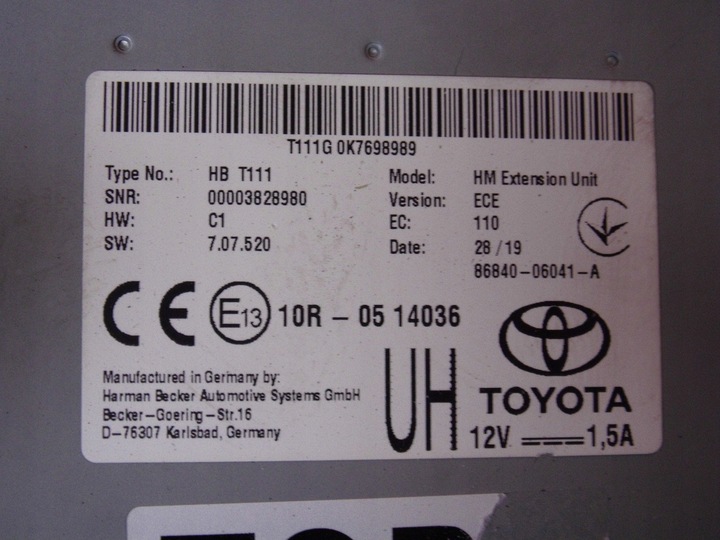 T111G 0K7698989
Type No.: HB T111 Model: HM Extension Unit
SNR: 00003828980 Version: ECE
HW: C1 EC: 110
SW: 7.07.520 Date: 28/19
86840-06041-A
CE E13 10R - 05 14036
Manufactured in Germany by:
Harman Becker Automotive Systems GmbH
Becker-Goering-Str.16
D-76307 Karlsbad, Germany
UH
TOYOTA
12V 1,5A